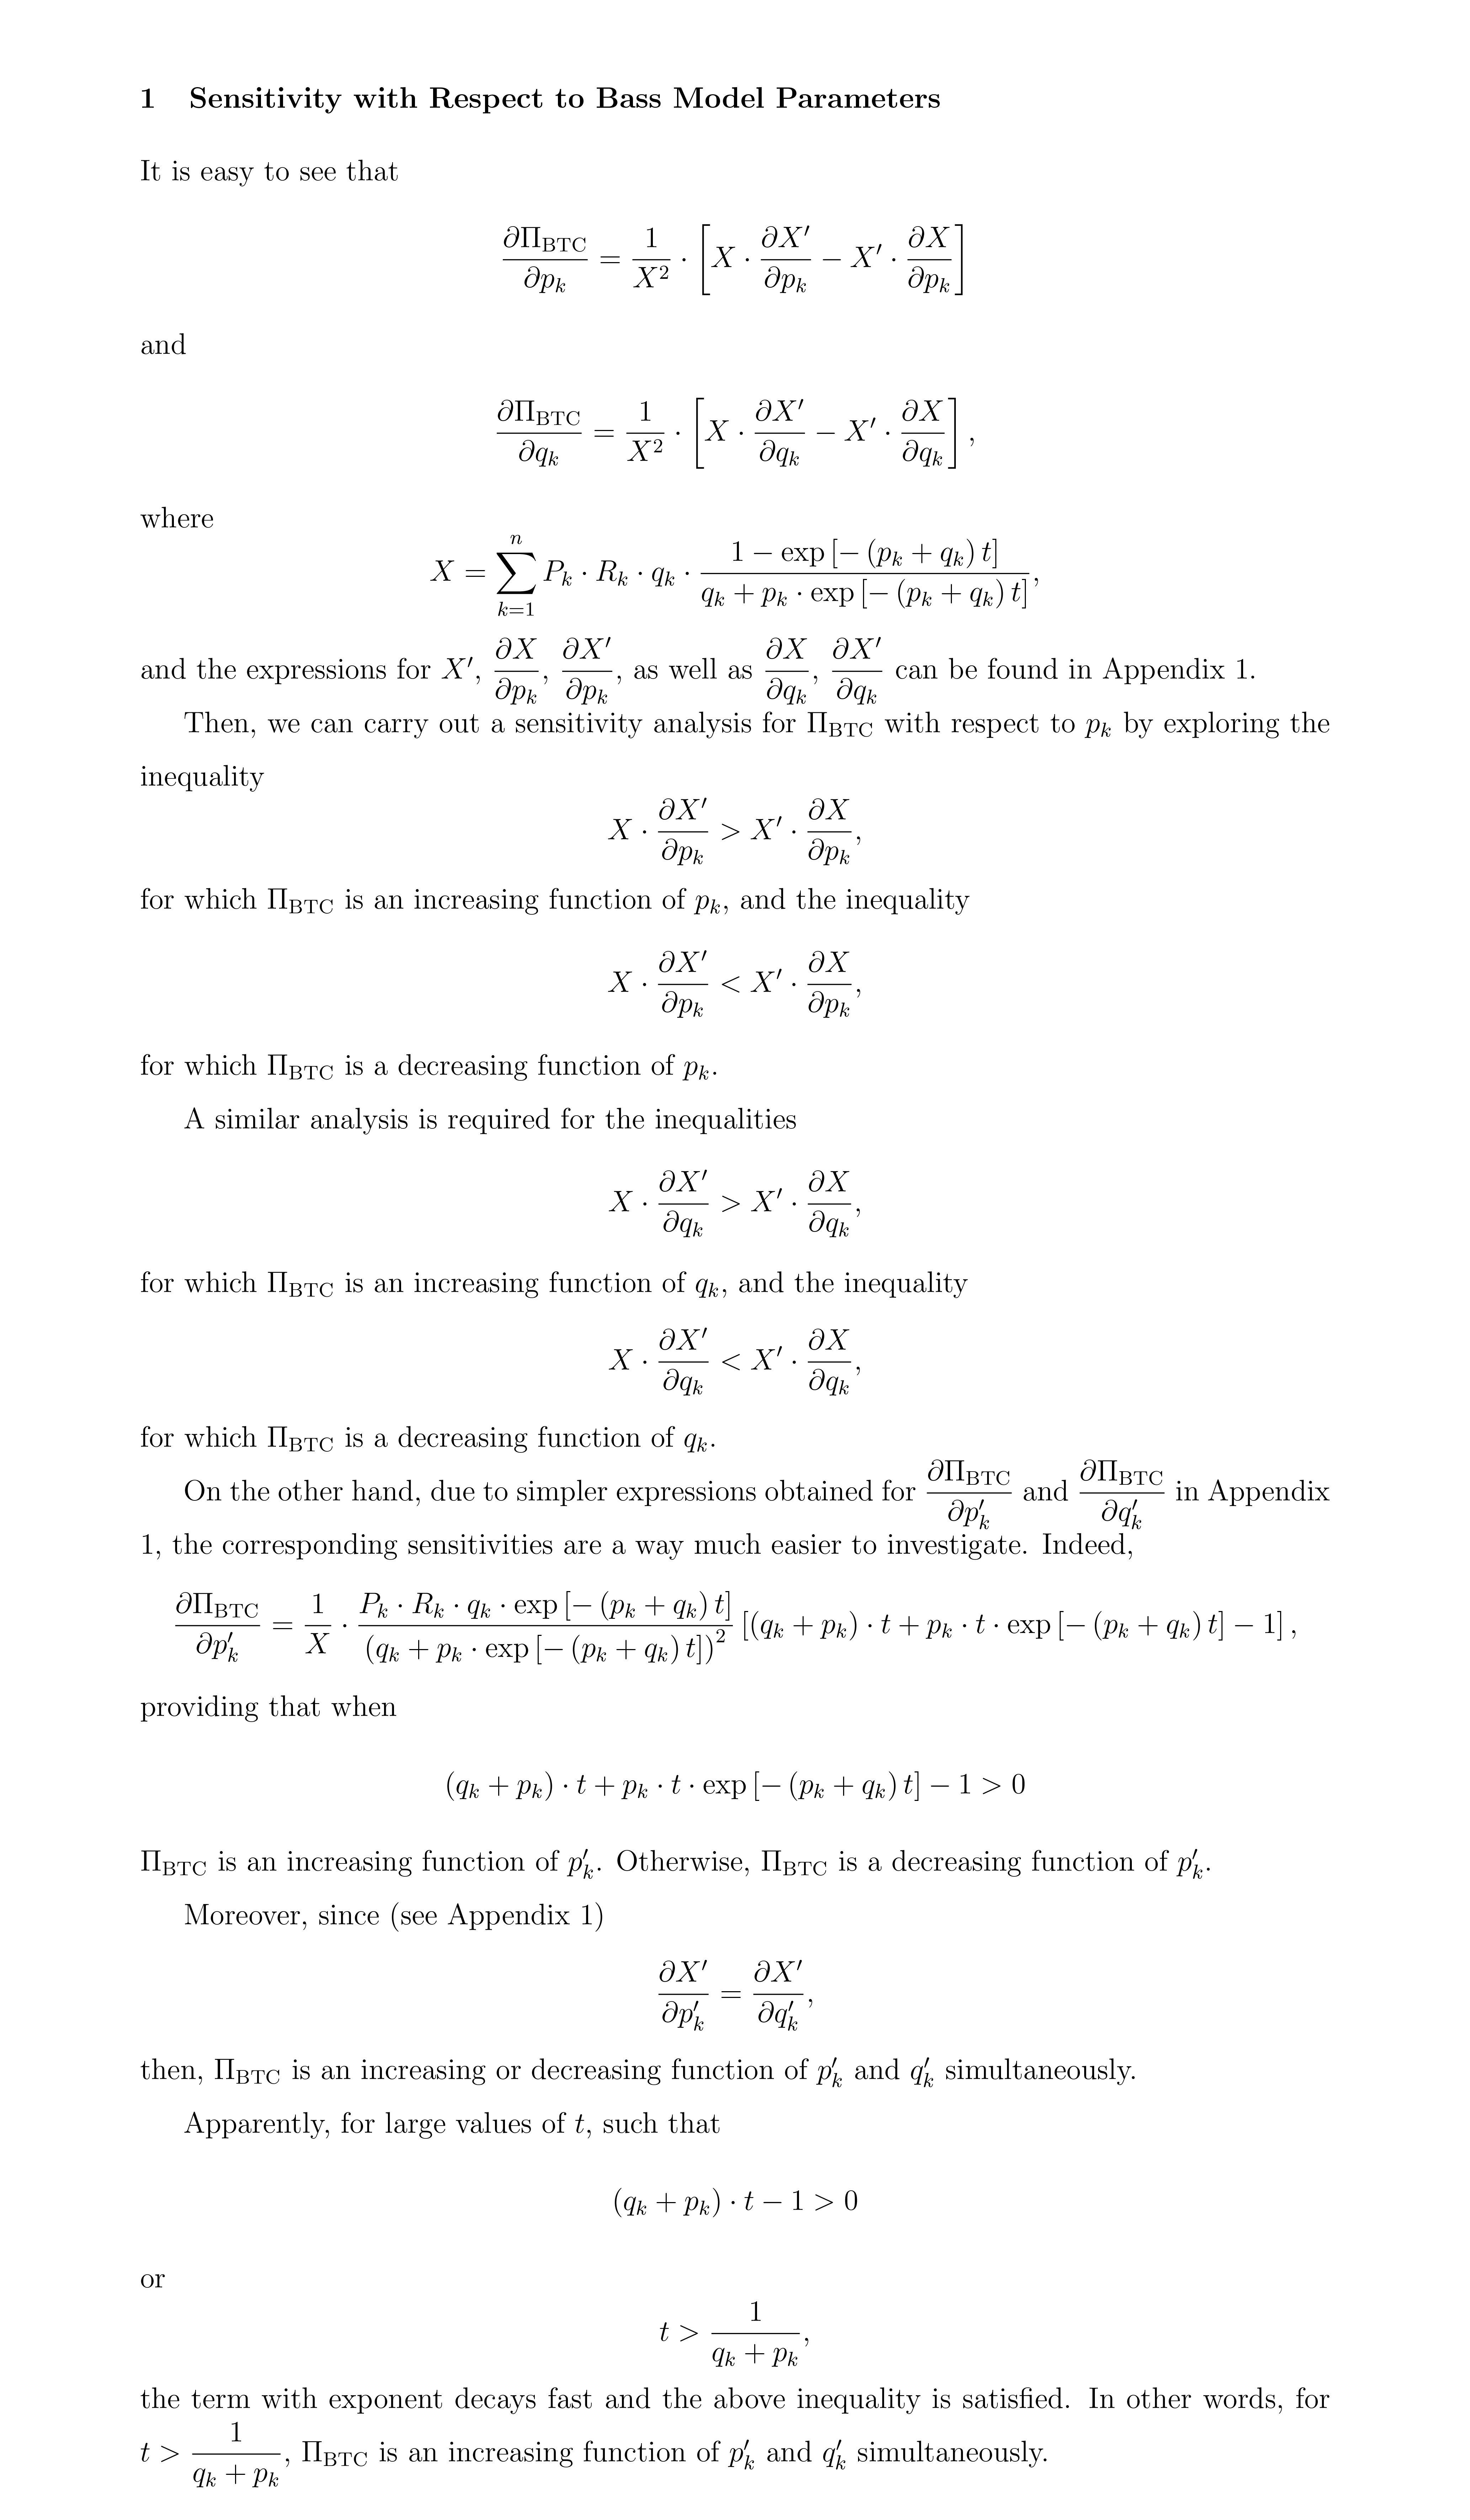 1 Sensitivity with Respect to Bass Model Parameters
It is easy to see that
\frac{\partial \Pi_{\mathrm{BTC}}}{\partial p_k} = \frac{1}{X^2} \cdot \left[ X \cdot \frac{\partial X'}{\partial p_k} - X' \cdot \frac{\partial X}{\partial p_k} \right]
and
\frac{\partial \Pi_{\mathrm{BTC}}}{\partial q_k} = \frac{1}{X^2} \cdot \left[ X \cdot \frac{\partial X'}{\partial q_k} - X' \cdot \frac{\partial X}{\partial q_k} \right],
where
X = \sum_{k=1}^{n} P_k \cdot R_k \cdot q_k \cdot \frac{1 - \exp\left[-\left(p_k + q_k\right) t\right]}{q_k + p_k \cdot \exp\left[-\left(p_k + q_k\right) t\right]},
and the expressions for X', \frac{\partial X}{\partial p_k}, \frac{\partial X'}{\partial p_k}, as well as \frac{\partial X}{\partial q_k}, \frac{\partial X'}{\partial q_k} can be found in Appendix 1.
Then, we can carry out a sensitivity analysis for \Pi_{\mathrm{BTC}} with respect to p_k by exploring the
inequality
X \cdot \frac{\partial X'}{\partial p_k} > X' \cdot \frac{\partial X}{\partial p_k},
for which \Pi_{\mathrm{BTC}} is an increasing function of p_k, and the inequality
X \cdot \frac{\partial X'}{\partial p_k} < X' \cdot \frac{\partial X}{\partial p_k},
for which \Pi_{\mathrm{BTC}} is a decreasing function of p_k.
A similar analysis is required for the inequalities
X \cdot \frac{\partial X'}{\partial q_k} > X' \cdot \frac{\partial X}{\partial q_k},
for which \Pi_{\mathrm{BTC}} is an increasing function of q_k, and the inequality
X \cdot \frac{\partial X'}{\partial q_k} < X' \cdot \frac{\partial X}{\partial q_k},
for which \Pi_{\mathrm{BTC}} is a decreasing function of q_k.
On the other hand, due to simpler expressions obtained for \frac{\partial \Pi_{\mathrm{BTC}}}{\partial p'_k} and \frac{\partial \Pi_{\mathrm{BTC}}}{\partial q'_k} in Appendix
1, the corresponding sensitivities are a way much easier to investigate. Indeed,
\frac{\partial \Pi_{\mathrm{BTC}}}{\partial p'_k} = \frac{1}{X} \cdot \frac{P_k \cdot R_k \cdot q_k \cdot \exp\left[-\left(p_k + q_k\right) t\right]}{\left(q_k + p_k \cdot \exp\left[-\left(p_k + q_k\right) t\right]\right)^2} \left[\left(q_k + p_k\right) \cdot t + p_k \cdot t \cdot \exp\left[-\left(p_k + q_k\right) t\right] - 1\right],
providing that when
\left(q_k + p_k\right) \cdot t + p_k \cdot t \cdot \exp\left[-\left(p_k + q_k\right) t\right] - 1 > 0
\Pi_{\mathrm{BTC}} is an increasing function of p'_k. Otherwise, \Pi_{\mathrm{BTC}} is a decreasing function of p'_k.
Moreover, since (see Appendix 1)
\frac{\partial X'}{\partial p'_k} = \frac{\partial X'}{\partial q'_k},
then, \Pi_{\mathrm{BTC}} is an increasing or decreasing function of p'_k and q'_k simultaneously.
Apparently, for large values of t, such that
\left(q_k + p_k\right) \cdot t - 1 > 0
or
t > \frac{1}{q_k + p_k},
the term with exponent decays fast and the above inequality is satisfied. In other words, for
t > \frac{1}{q_k + p_k}, \Pi_{\mathrm{BTC}} is an increasing function of p'_k and q'_k simultaneously.